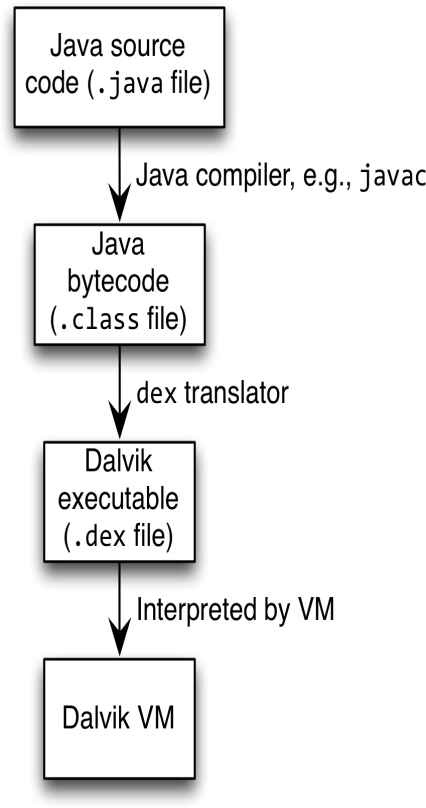 Java source
code (.java file)
Java compiler, e.g., javac
Java
bytecode
(.class file)
dex translator
Dalvik
executable
(.dex file)
Interpreted by VM
Dalvik VM